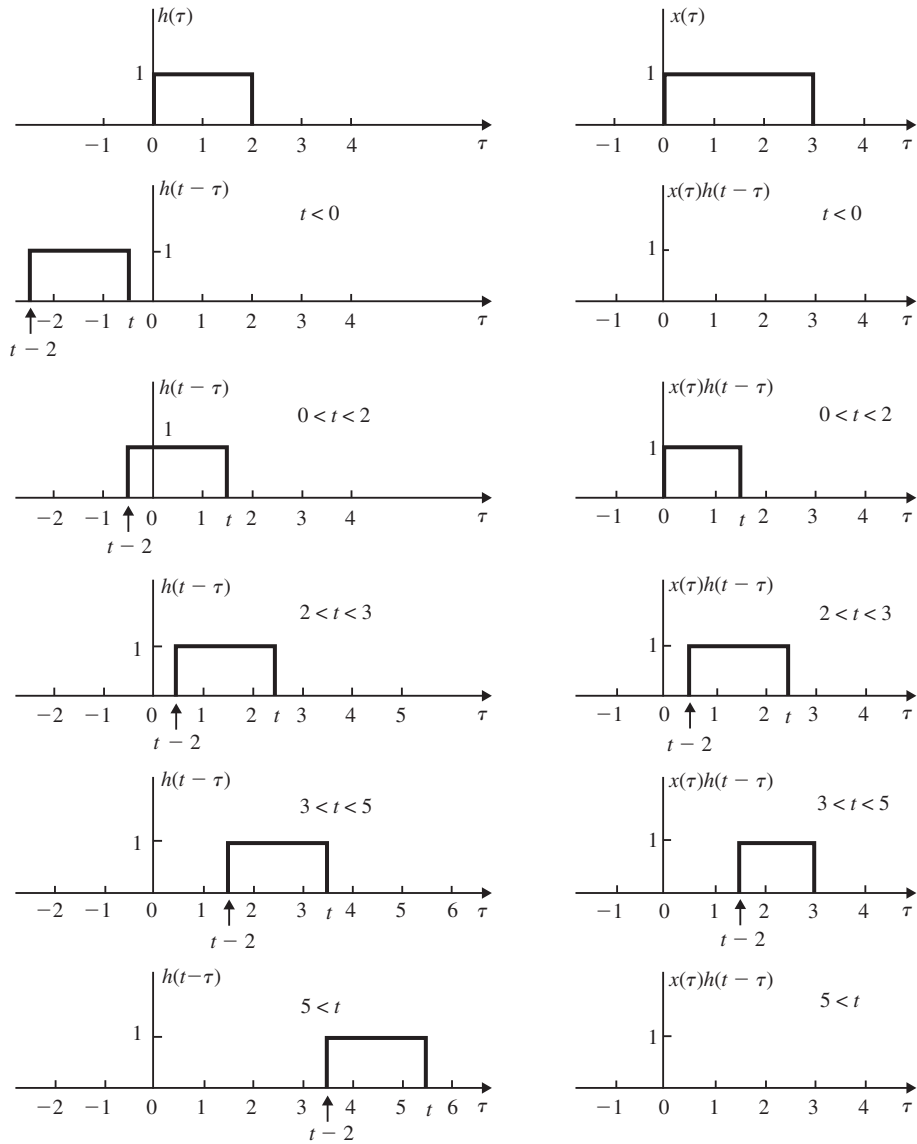 h(τ)
1
−1 0 1 2 3 4 τ
x(τ)
1
−1 0 1 2 3 4 τ
h(t − τ)
t < 0
1
−2 −1 t 0 1 2 3 4 τ
t − 2
x(τ)h(t − τ)
t < 0
1
−1 0 1 2 3 4 τ
h(t − τ)
0 < t < 2
1
−2 −1 0 1 t 2 3 4 τ
t − 2
x(τ)h(t − τ)
0 < t < 2
1
−1 0 1 t 2 3 4 τ
h(t − τ)
2 < t < 3
1
−2 −1 0 1 2 t 3 4 5 τ
t − 2
x(τ)h(t − τ)
2 < t < 3
1
−1 0 1 2 t 3 4 τ
t − 2
h(t − τ)
3 < t < 5
1
−2 −1 0 1 2 3 t 4 5 6 τ
t − 2
x(τ)h(t − τ)
3 < t < 5
1
−1 0 1 2 3 4 τ
t − 2
h(t−τ)
5 < t
1
−2 −1 0 1 2 3 4 5 t 6 τ
t − 2
x(τ)h(t − τ)
5 < t
1
−1 0 1 2 3 4 τ